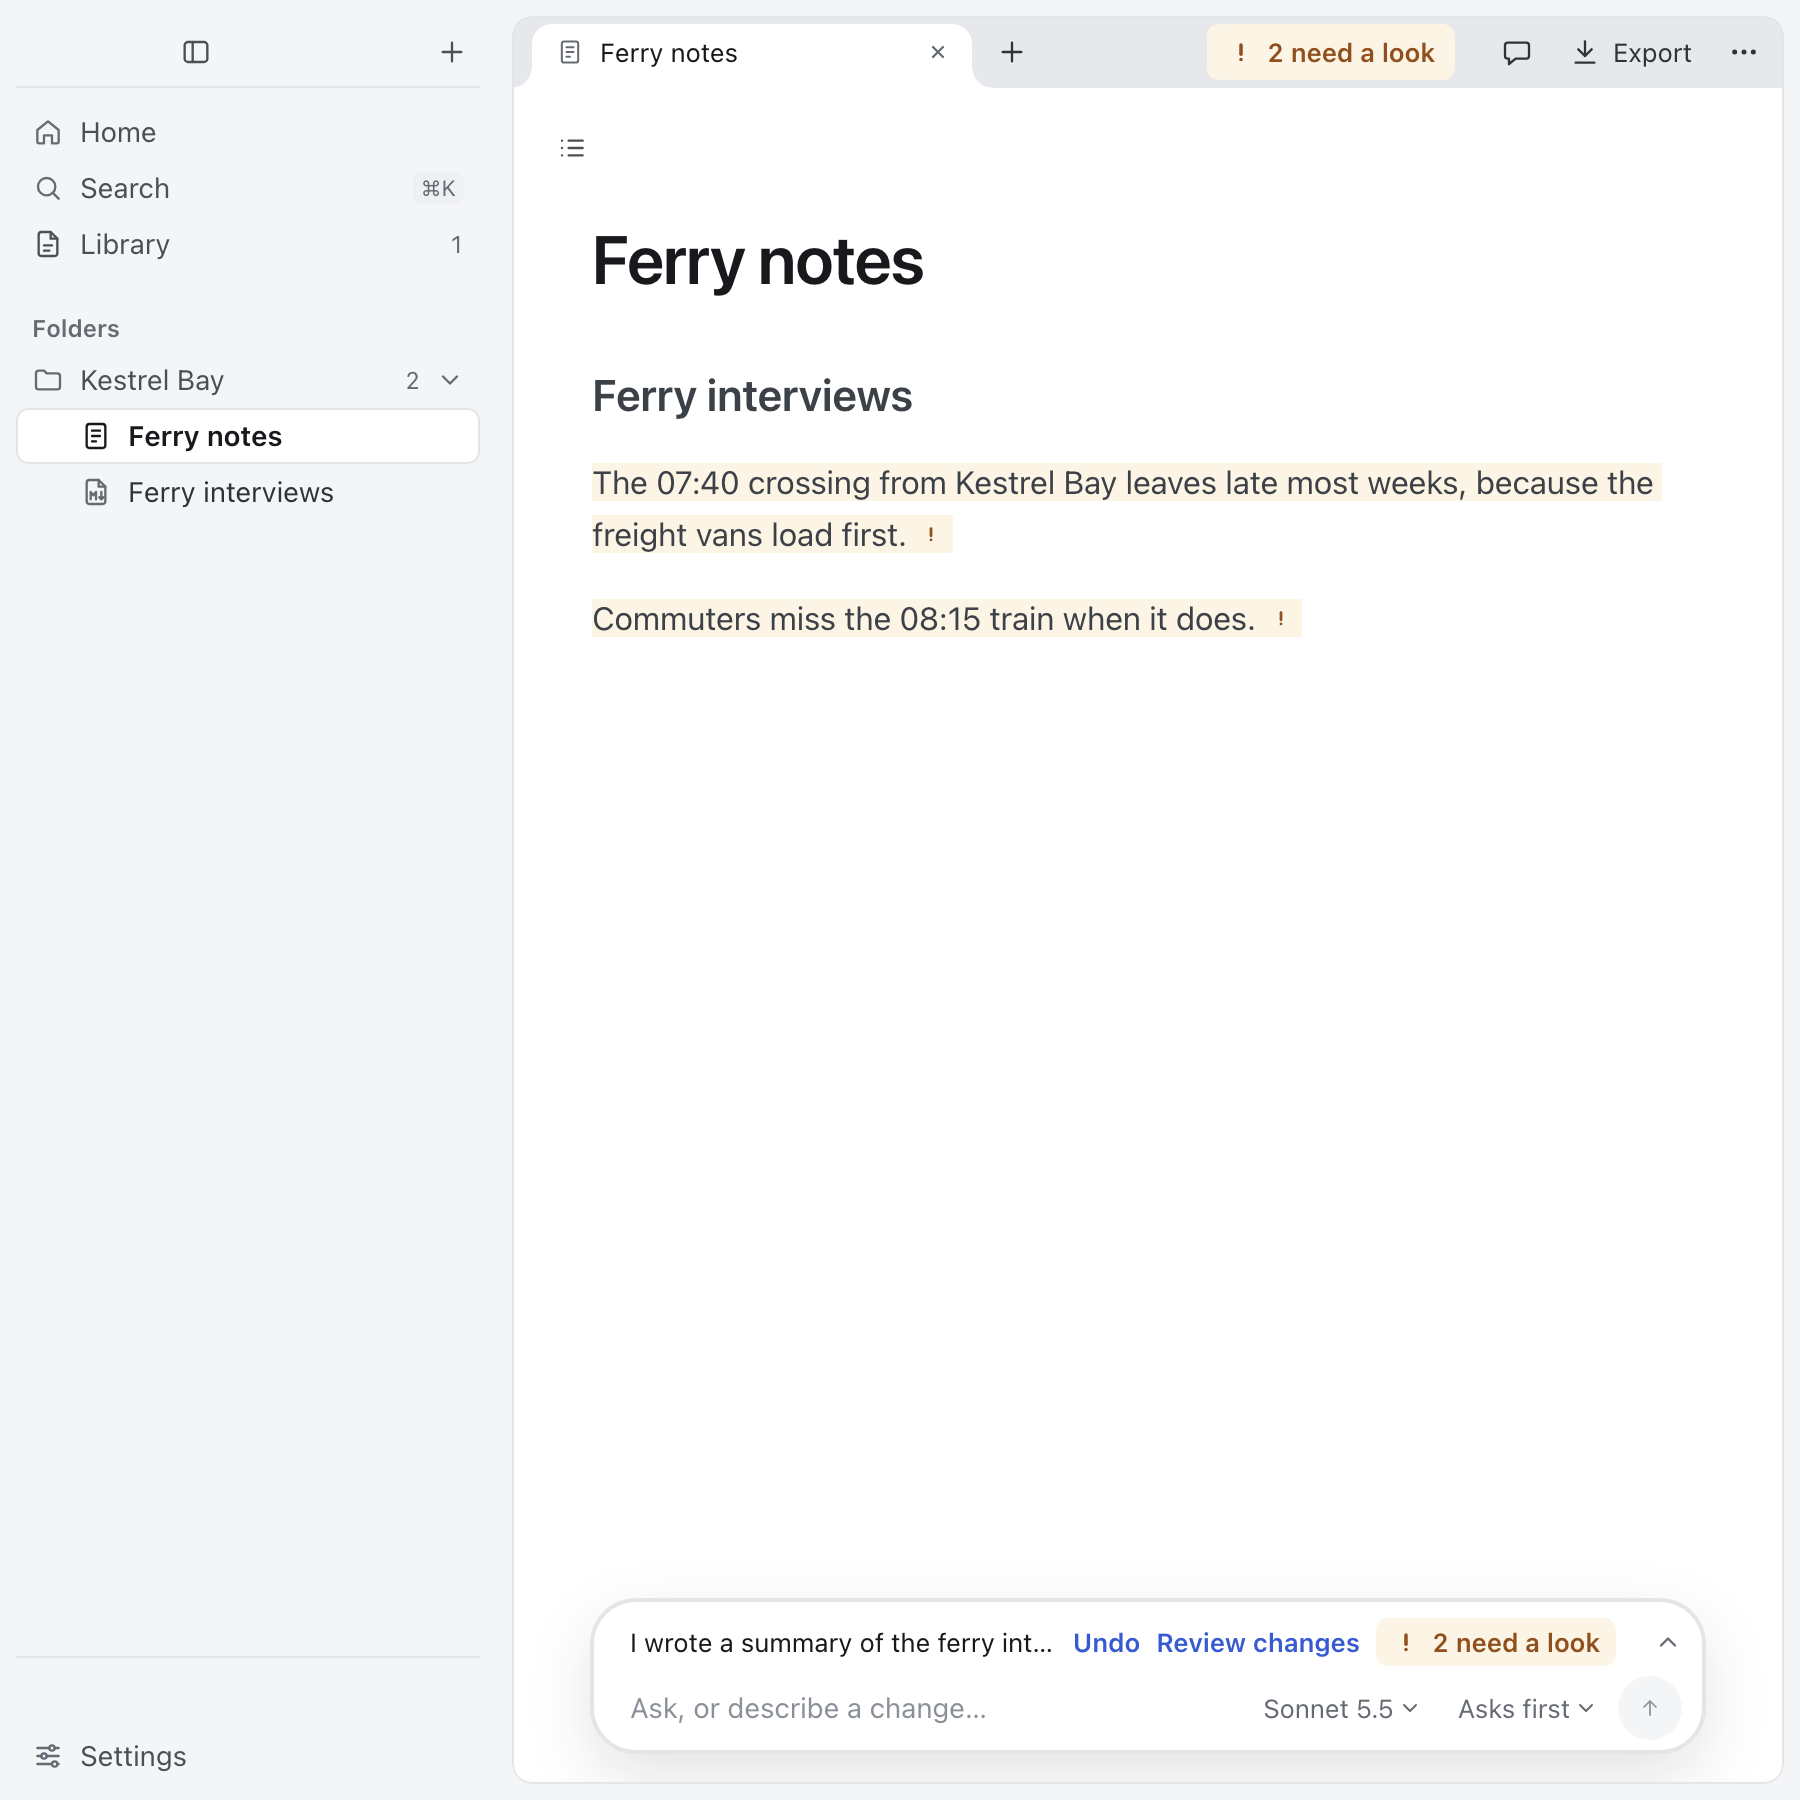 Home
Search ⌘K
Library 1
Folders
Kestrel Bay 2
Ferry notes
Ferry interviews
Settings
Ferry notes
! 2 need a look
Export
Ferry notes
Ferry interviews
The 07:40 crossing from Kestrel Bay leaves late most weeks, because the
freight vans load first. !
Commuters miss the 08:15 train when it does. !
I wrote a summary of the ferry int... Undo Review changes ! 2 need a look
Ask, or describe a change... Sonnet 5.5 Asks first